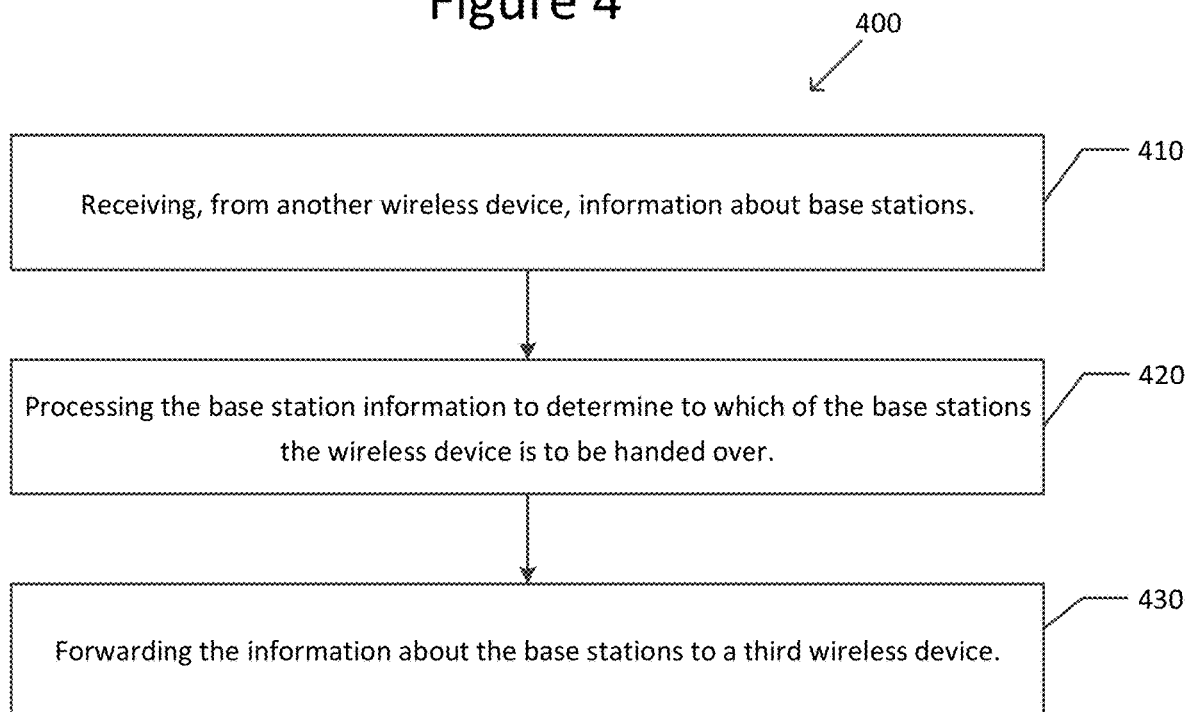 Figure 4
400
Receiving, from another wireless device, information about base stations.
410
Processing the base station information to determine to which of the base stations
the wireless device is to be handed over.
420
Forwarding the information about the base stations to a third wireless device.
430